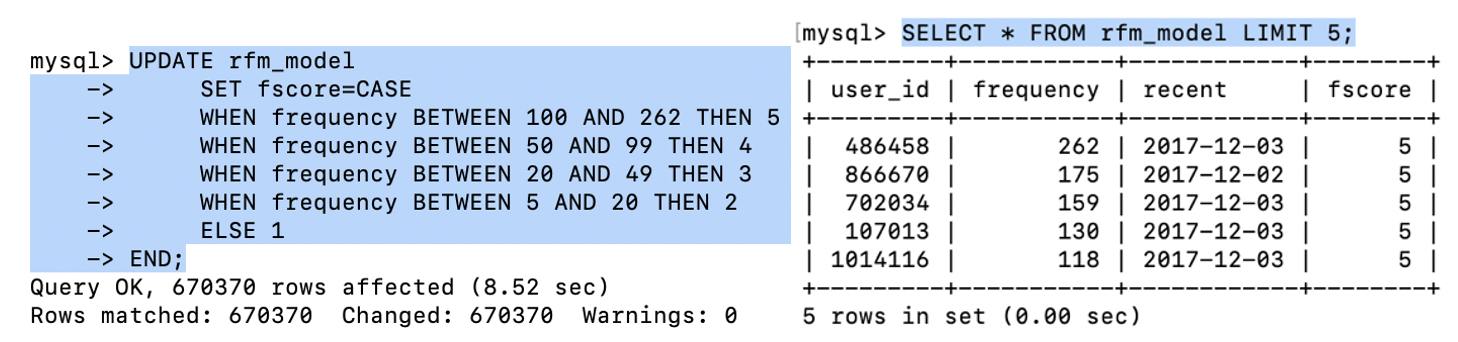 mysql> UPDATE rfm_model
    -> SET fscore=CASE
    -> WHEN frequency BETWEEN 100 AND 262 THEN 5
    -> WHEN frequency BETWEEN 50 AND 99 THEN 4
    -> WHEN frequency BETWEEN 20 AND 49 THEN 3
    -> WHEN frequency BETWEEN 5 AND 20 THEN 2
    -> ELSE 1
    -> END;
Query OK, 670370 rows affected (8.52 sec)
Rows matched: 670370  Changed: 670370  Warnings: 0
[mysql> SELECT * FROM rfm_model LIMIT 5;
+---------+-----------+------------+--------+
| user_id | frequency | recent     | fscore |
+---------+-----------+------------+--------+
|  486458 |       262 | 2017-12-03 |      5 |
|  866670 |       175 | 2017-12-02 |      5 |
|  702034 |       159 | 2017-12-03 |      5 |
|  107013 |       130 | 2017-12-03 |      5 |
| 1014116 |       118 | 2017-12-03 |      5 |
+---------+-----------+------------+--------+
5 rows in set (0.00 sec)